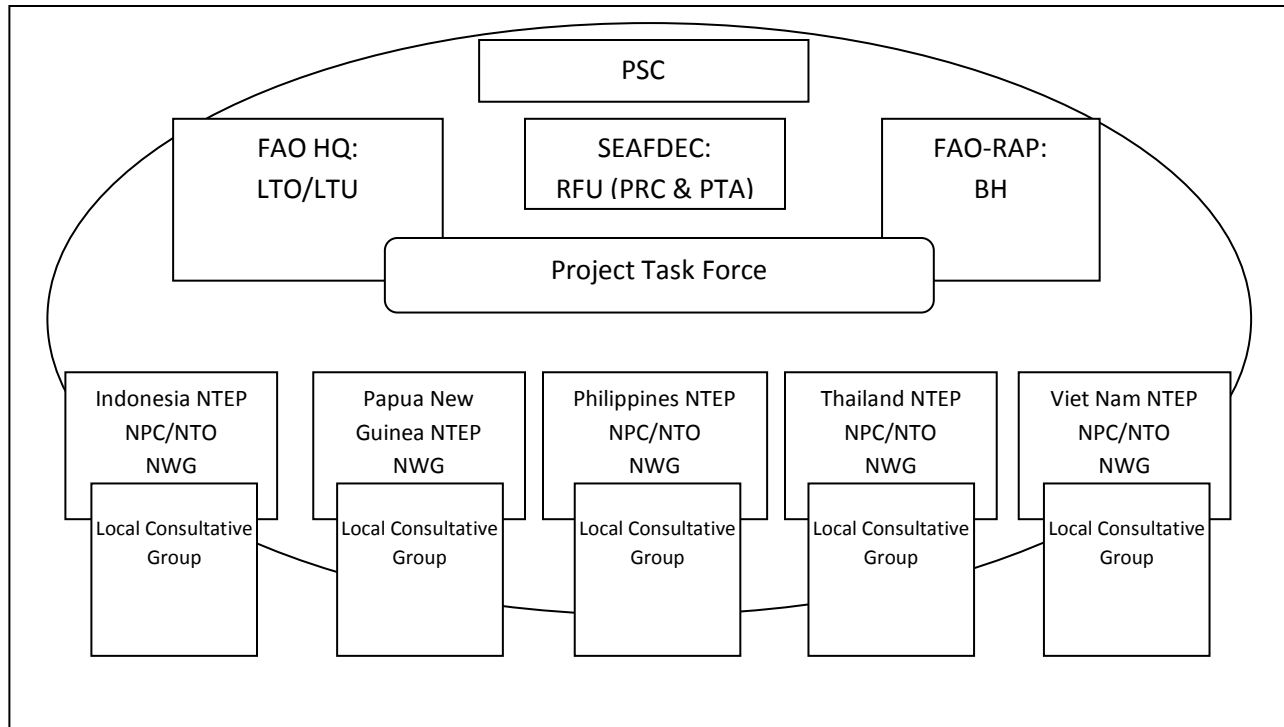 PSC
FAO HQ:
LTO/LTU
SEAFDEC:
RFU (PRC & PTA)
FAO-RAP:
BH
Project Task Force
Indonesia NTEP
NPC/NTO
NWG
Papua New
Guinea NTEP
NWG
Philippines NTEP
NPC/NTO
NWG
Thailand NTEP
NPC/NTO
NWG
Viet Nam NTEP
NPC/NTO
NWG
Local Consultative
Group
Local Consultative
Group
Local Consultative
Group
Local Consultative
Group
Local Consultative
Group